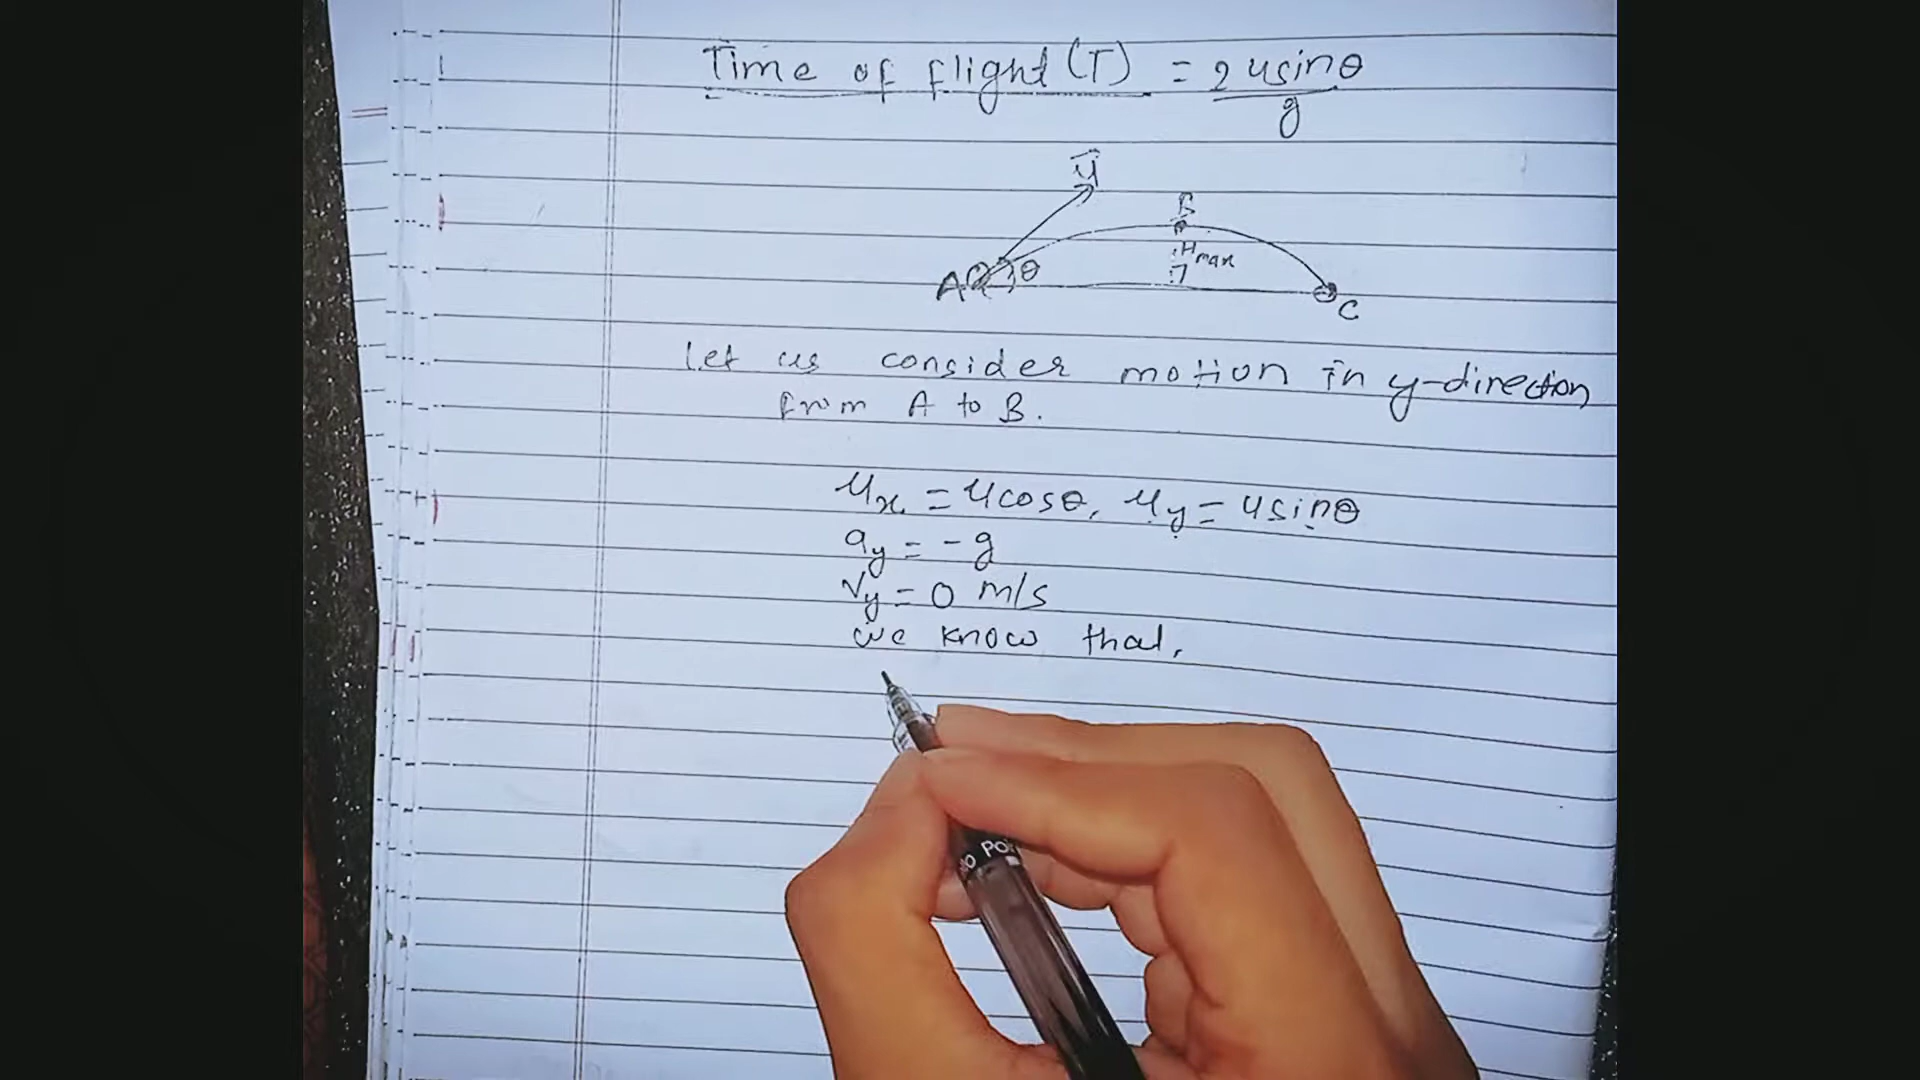 Time of flight (T) = 2usinθ/g
u⃗
B
Hmax
A θ
C
Let us consider motion in y-direction
from A to B.
ux = ucosθ, uy = usinθ
ay = -g
vy = 0 m/s
we know that,